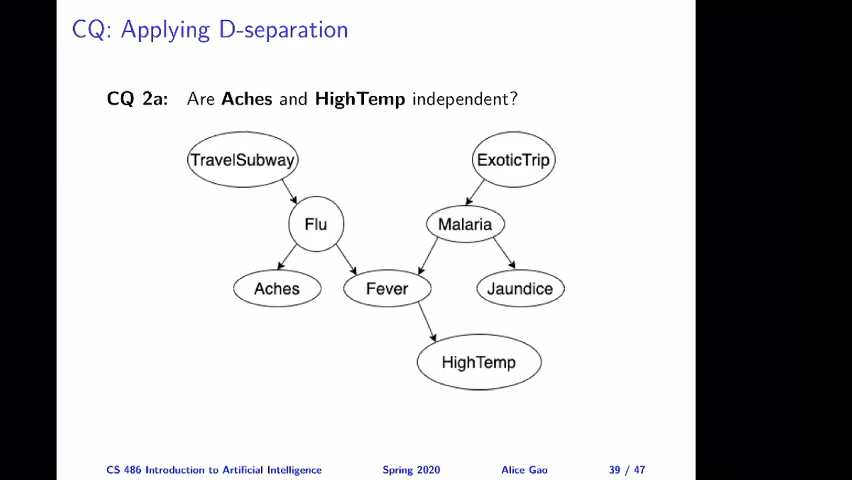 CQ: Applying D-separation
CQ 2a: Are Aches and HighTemp independent?
TravelSubway
ExoticTrip
Flu
Malaria
Aches
Fever
Jaundice
HighTemp
CS 486 Introduction to Artificial Intelligence Spring 2020 Alice Gao 39 / 47